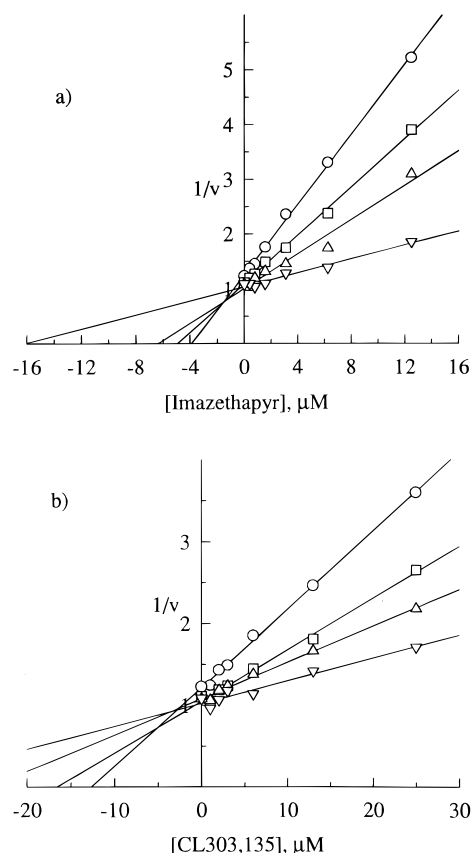 a)
5
4
1/v 3
2
1
-16 -12 -8 -4 0 4 8 12 16
[Imazethapyr], μM
b)
3
1/v
2
1
-20 -10 0 10 20 30
[CL303,135], μM